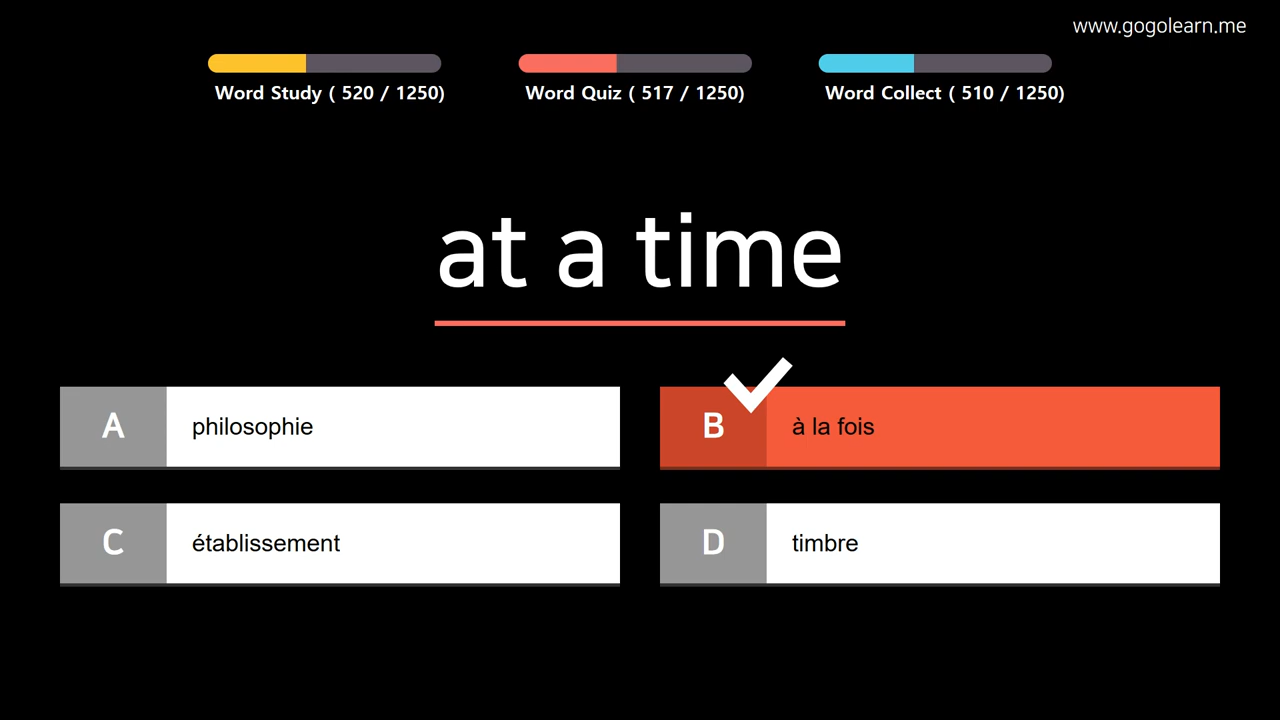 www.gogolearn.me
Word Study ( 520 / 1250)
Word Quiz ( 517 / 1250)
Word Collect ( 510 / 1250)
at a time
A philosophie
B à la fois
C établissement
D timbre